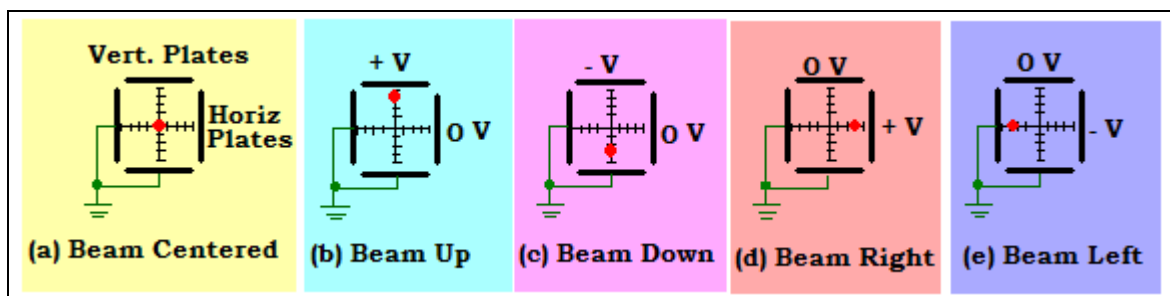 Vert. Plates
Horiz
Plates
(a) Beam Centered
+ V
0 V
(b) Beam Up
- V
0 V
(c) Beam Down
0 V
+ V
(d) Beam Right
0 V
- V
(e) Beam Left